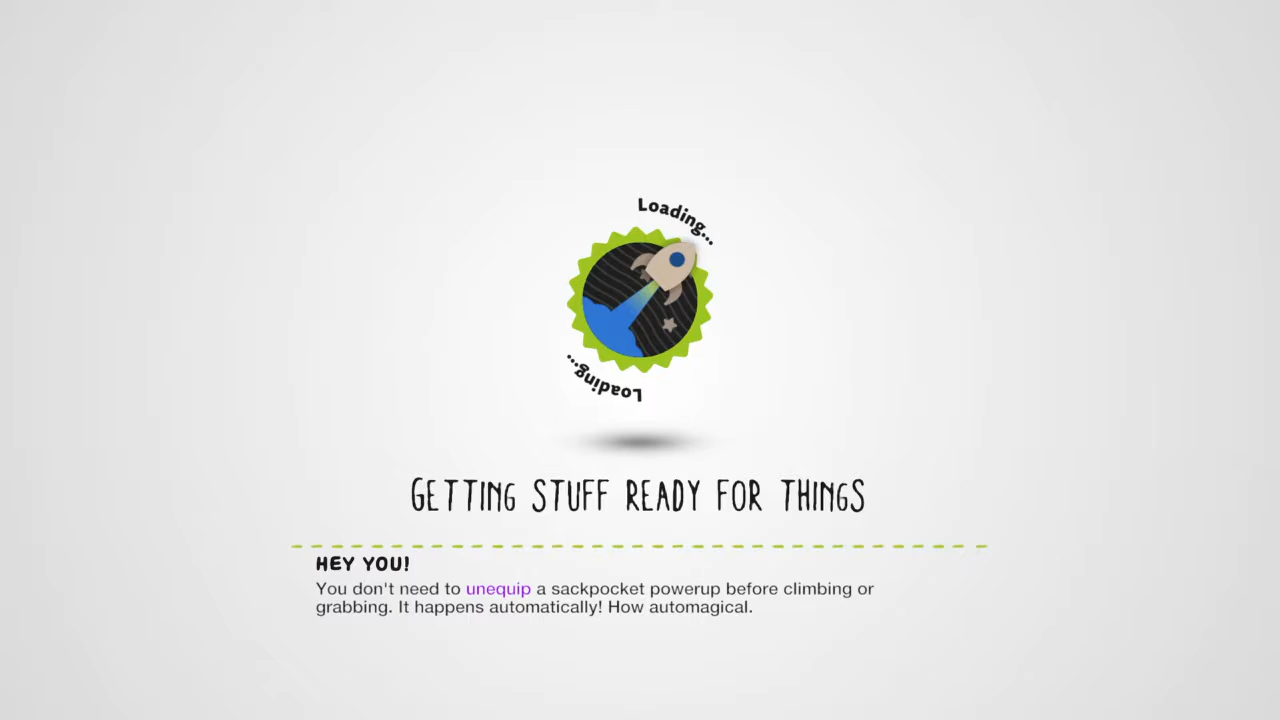 Loading...
Loading...
GETTING STUFF READY FOR THINGS
HEY YOU!
You don't need to unequip a sackpocket powerup before climbing or
grabbing. It happens automatically! How automagical.